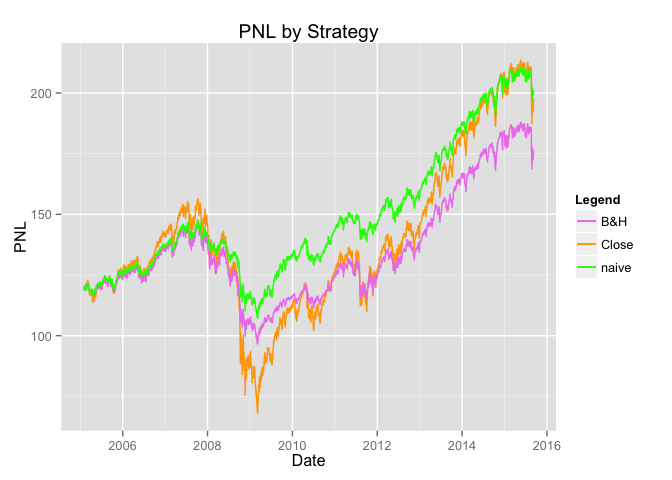 PNL by Strategy
PNL
200
150
100
2006
2008
2010
2012
2014
2016
Date
Legend
B&H
Close
naive